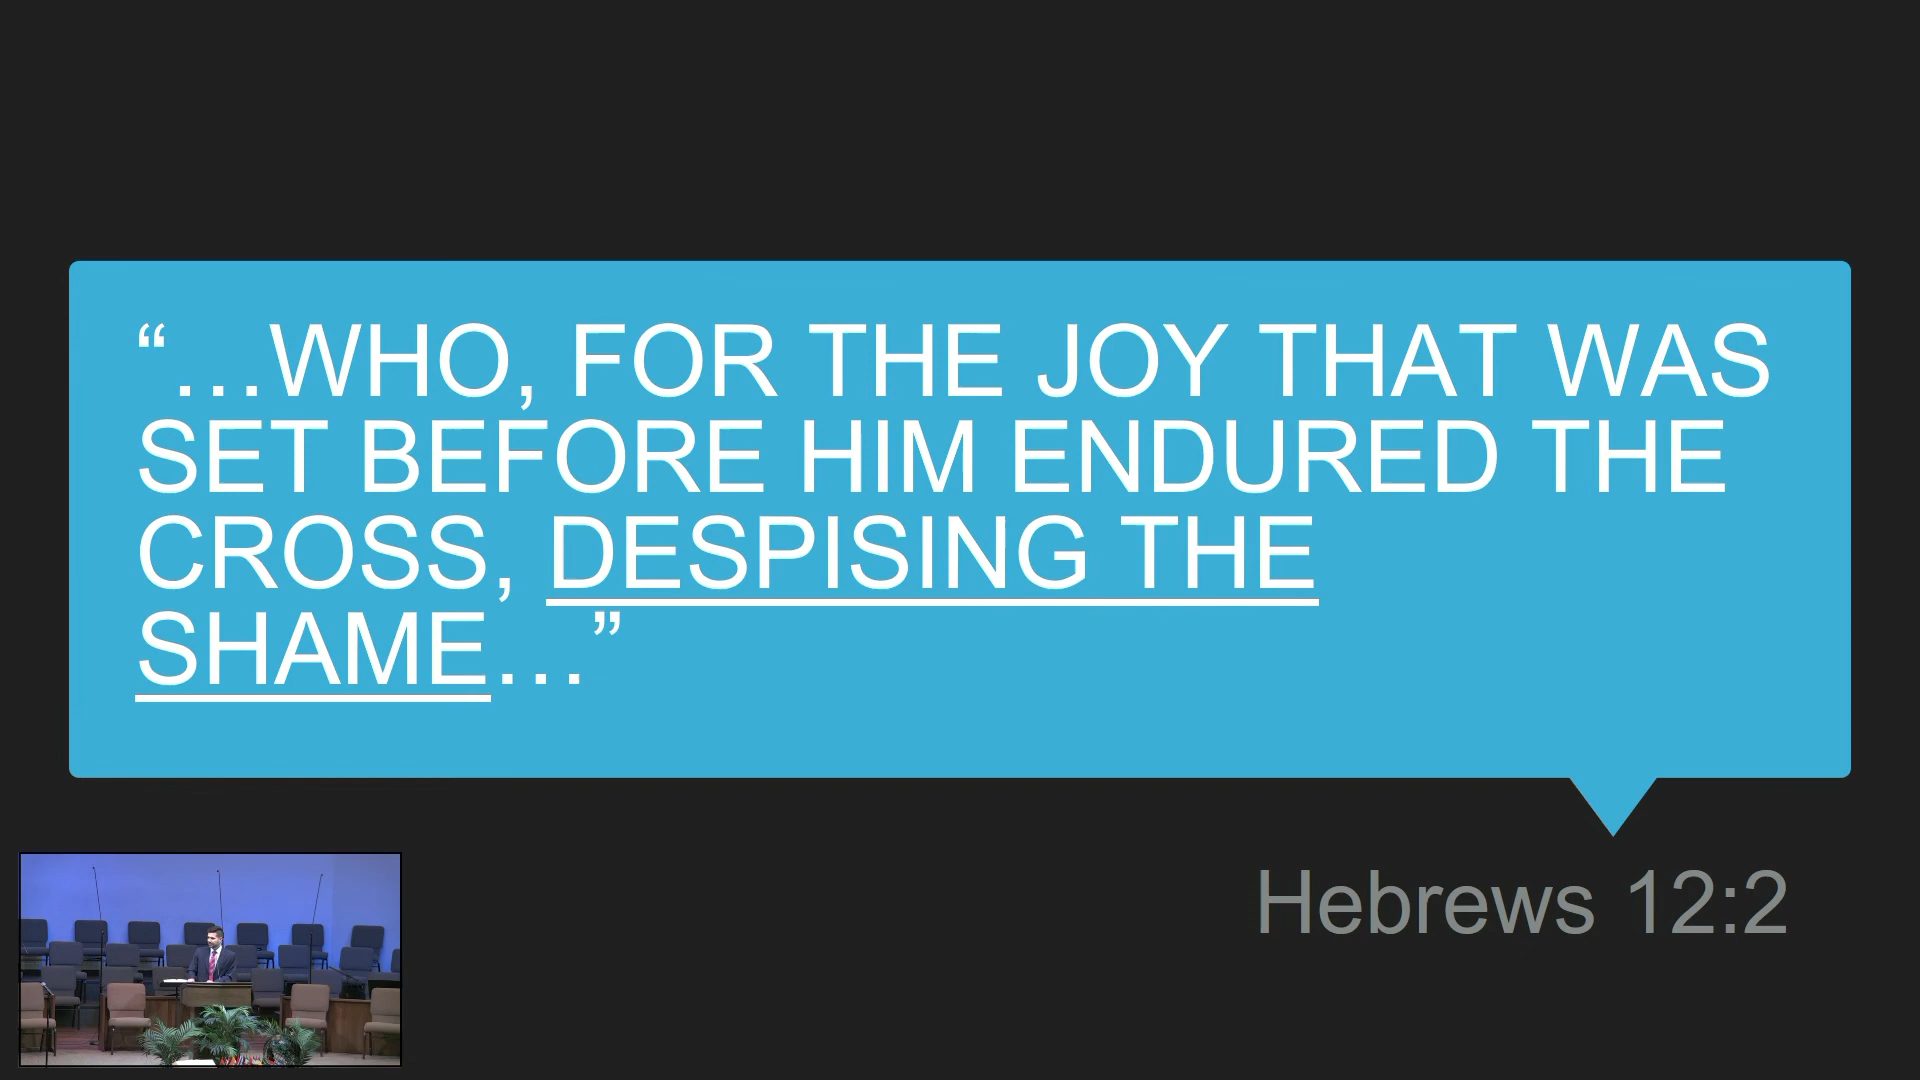 “…WHO, FOR THE JOY THAT WAS
SET BEFORE HIM ENDURED THE
CROSS, DESPISING THE
SHAME…”
Hebrews 12:2